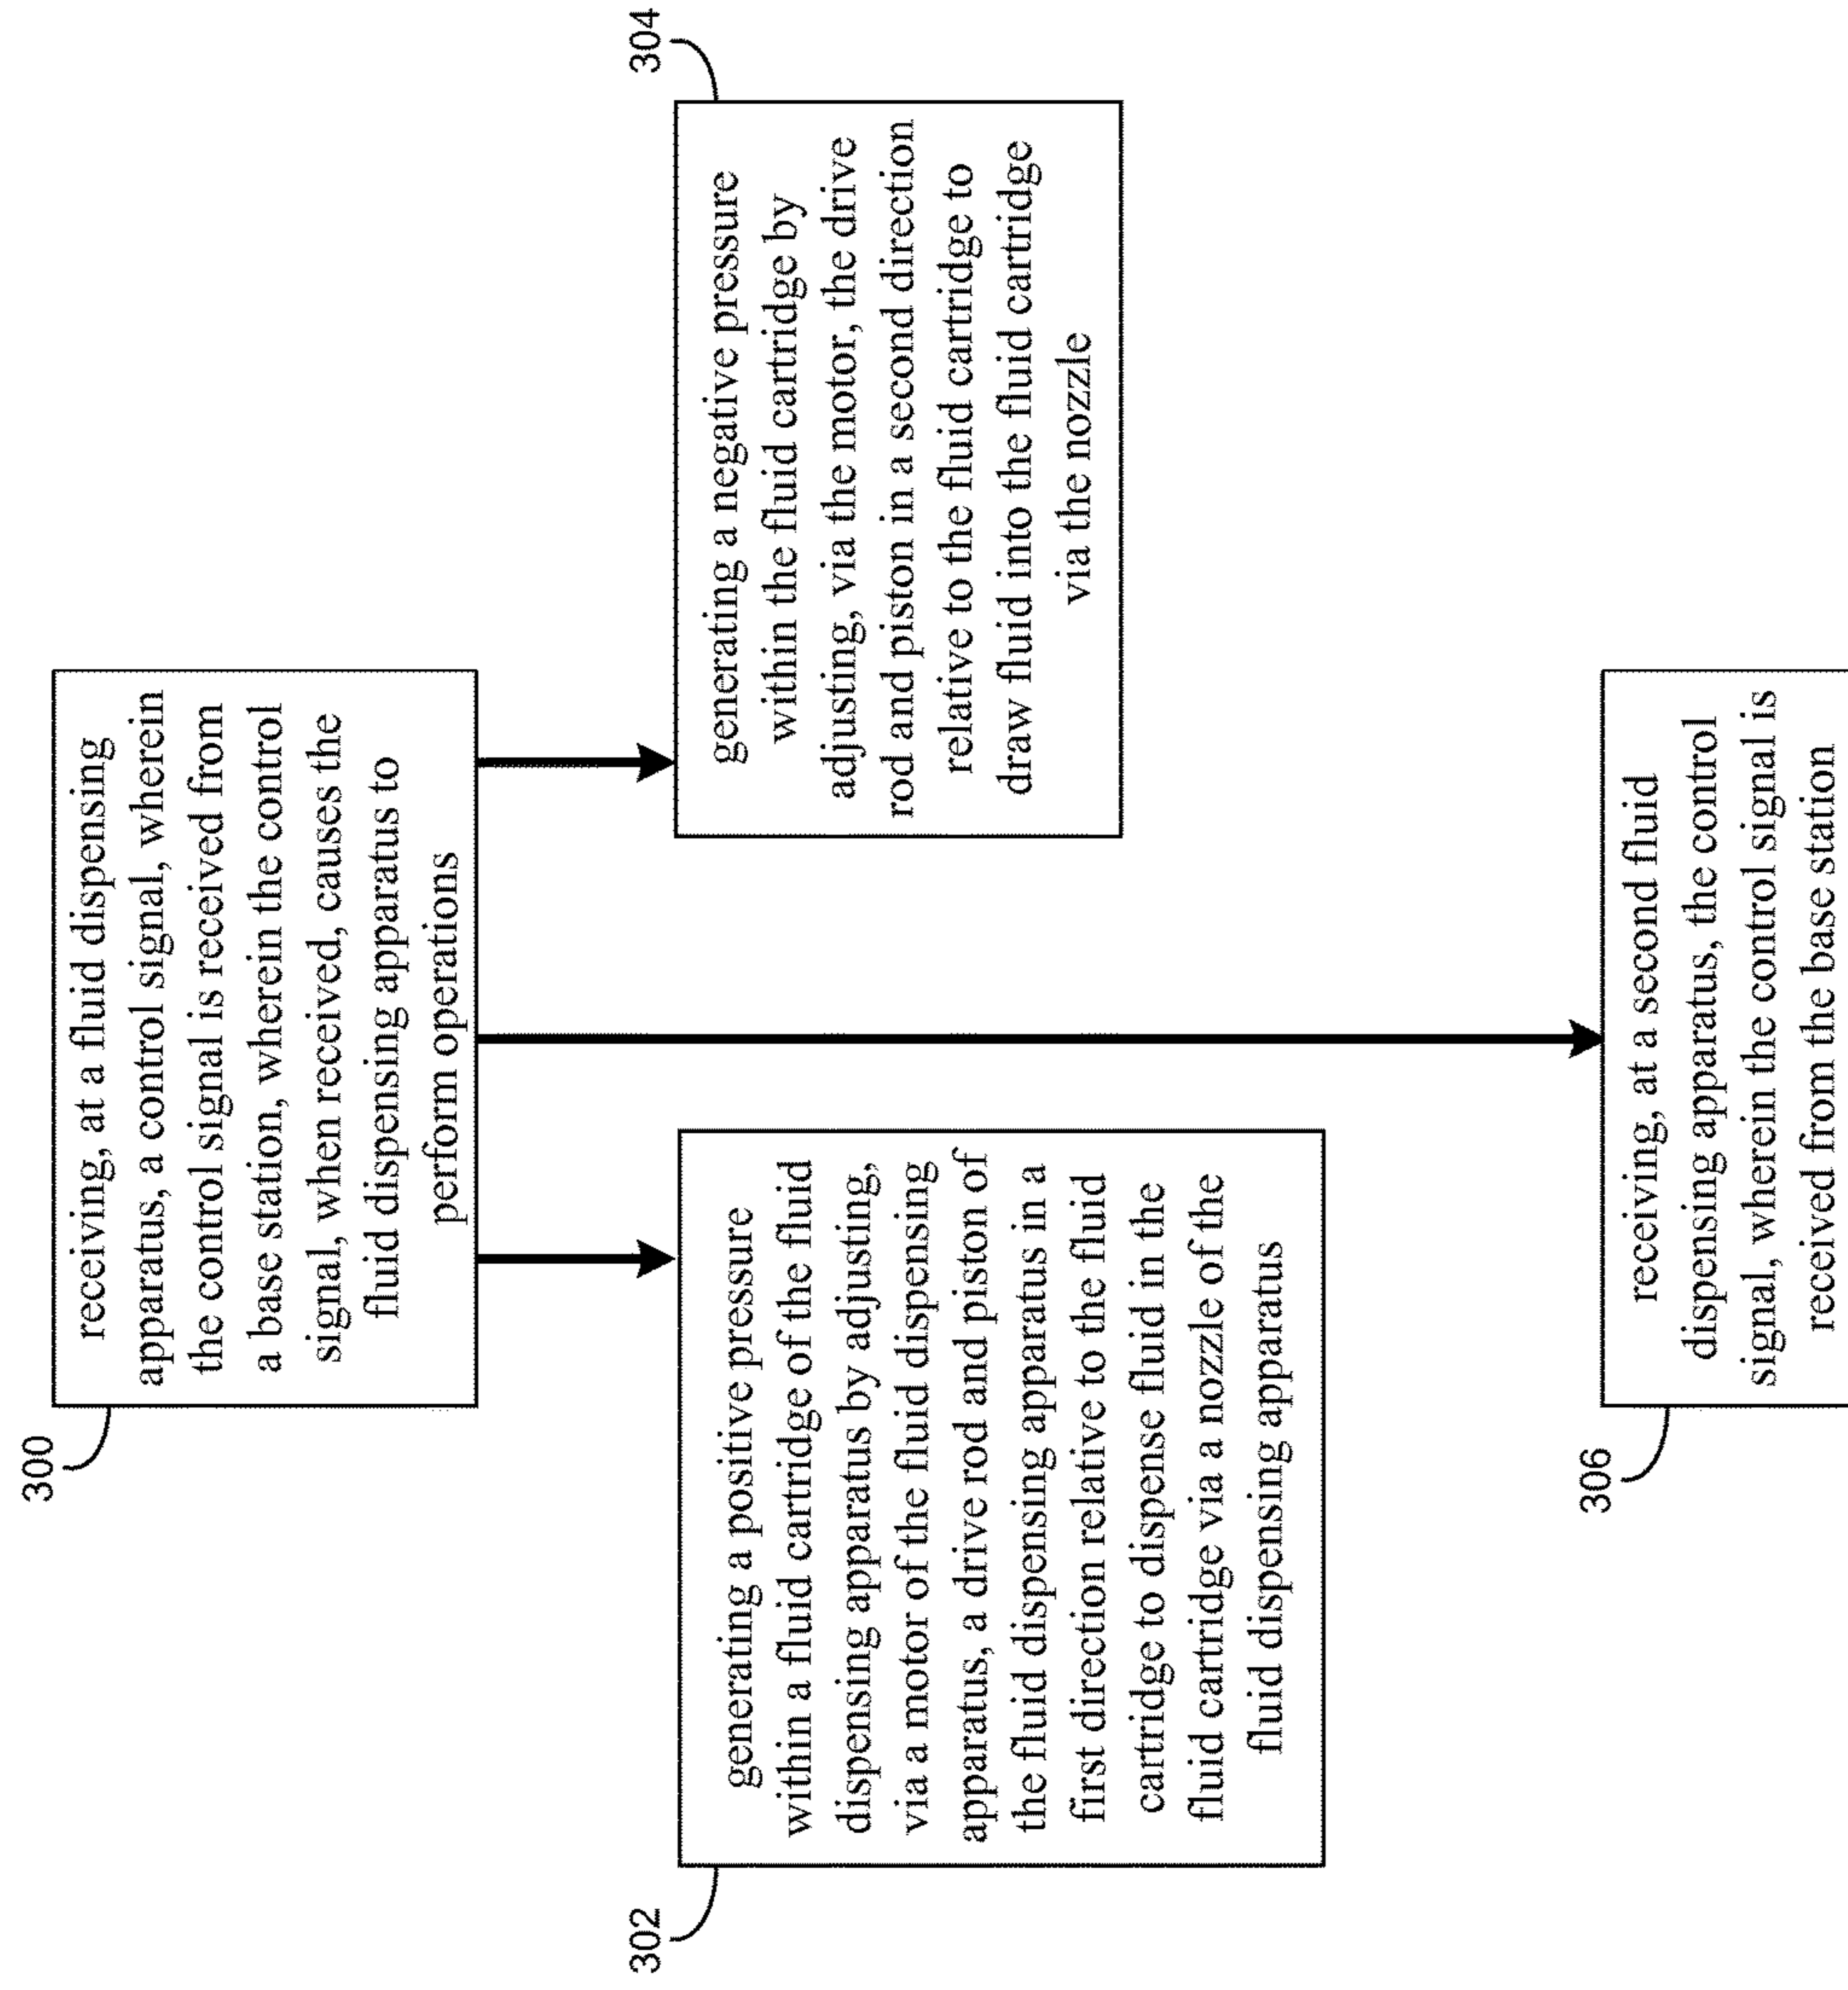 300
receiving, at a fluid dispensing
apparatus, a control signal, wherein
the control signal is received from
a base station, wherein the control
signal, when received, causes the
fluid dispensing apparatus to
perform operations
302
generating a positive pressure
within a fluid cartridge of the fluid
dispensing apparatus by adjusting,
via a motor of the fluid dispensing
apparatus, a drive rod and piston of
the fluid dispensing apparatus in a
first direction relative to the fluid
cartridge to dispense fluid in the
fluid cartridge via a nozzle of the
fluid dispensing apparatus
304
generating a negative pressure
within the fluid cartridge by
adjusting, via the motor, the drive
rod and piston in a second direction
relative to the fluid cartridge to
draw fluid into the fluid cartridge
via the nozzle
306
receiving, at a second fluid
dispensing apparatus, the control
signal, wherein the control signal is
received from the base station